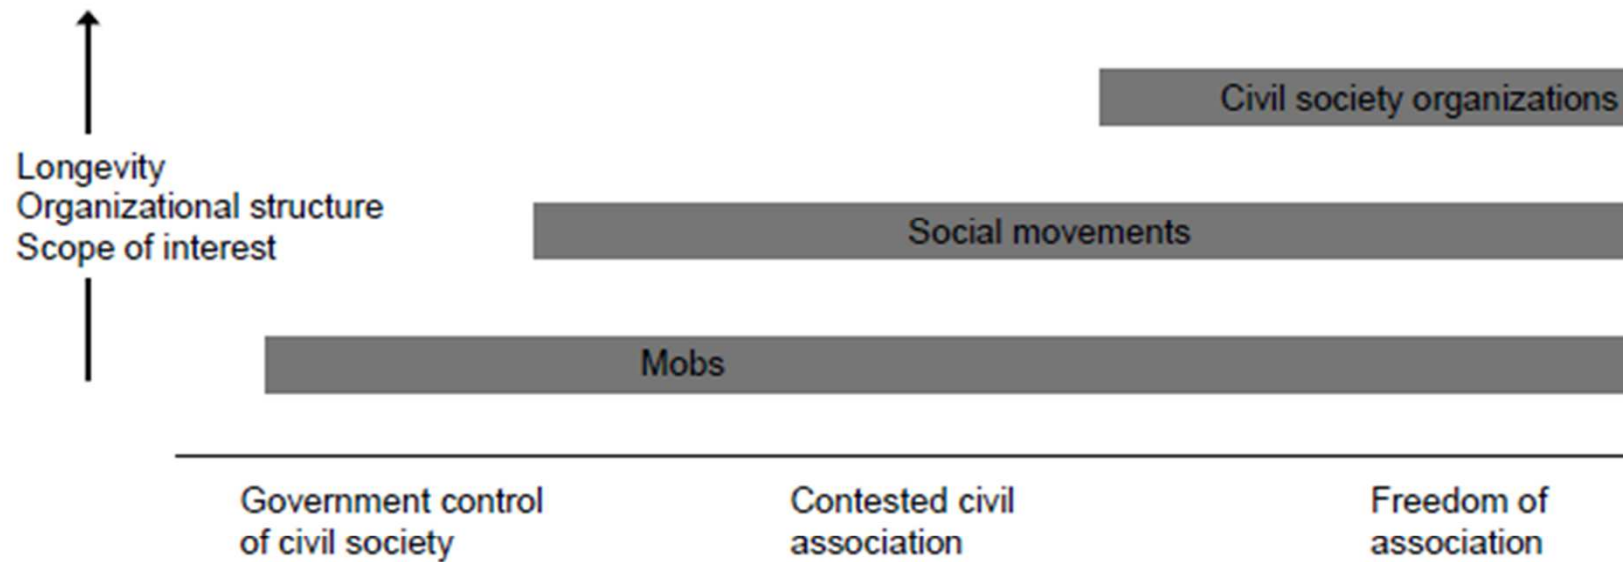 Civil society organizations
Longevity
Organizational structure
Scope of interest
Social movements
Mobs
Government control
of civil society
Contested civil
association
Freedom of
association